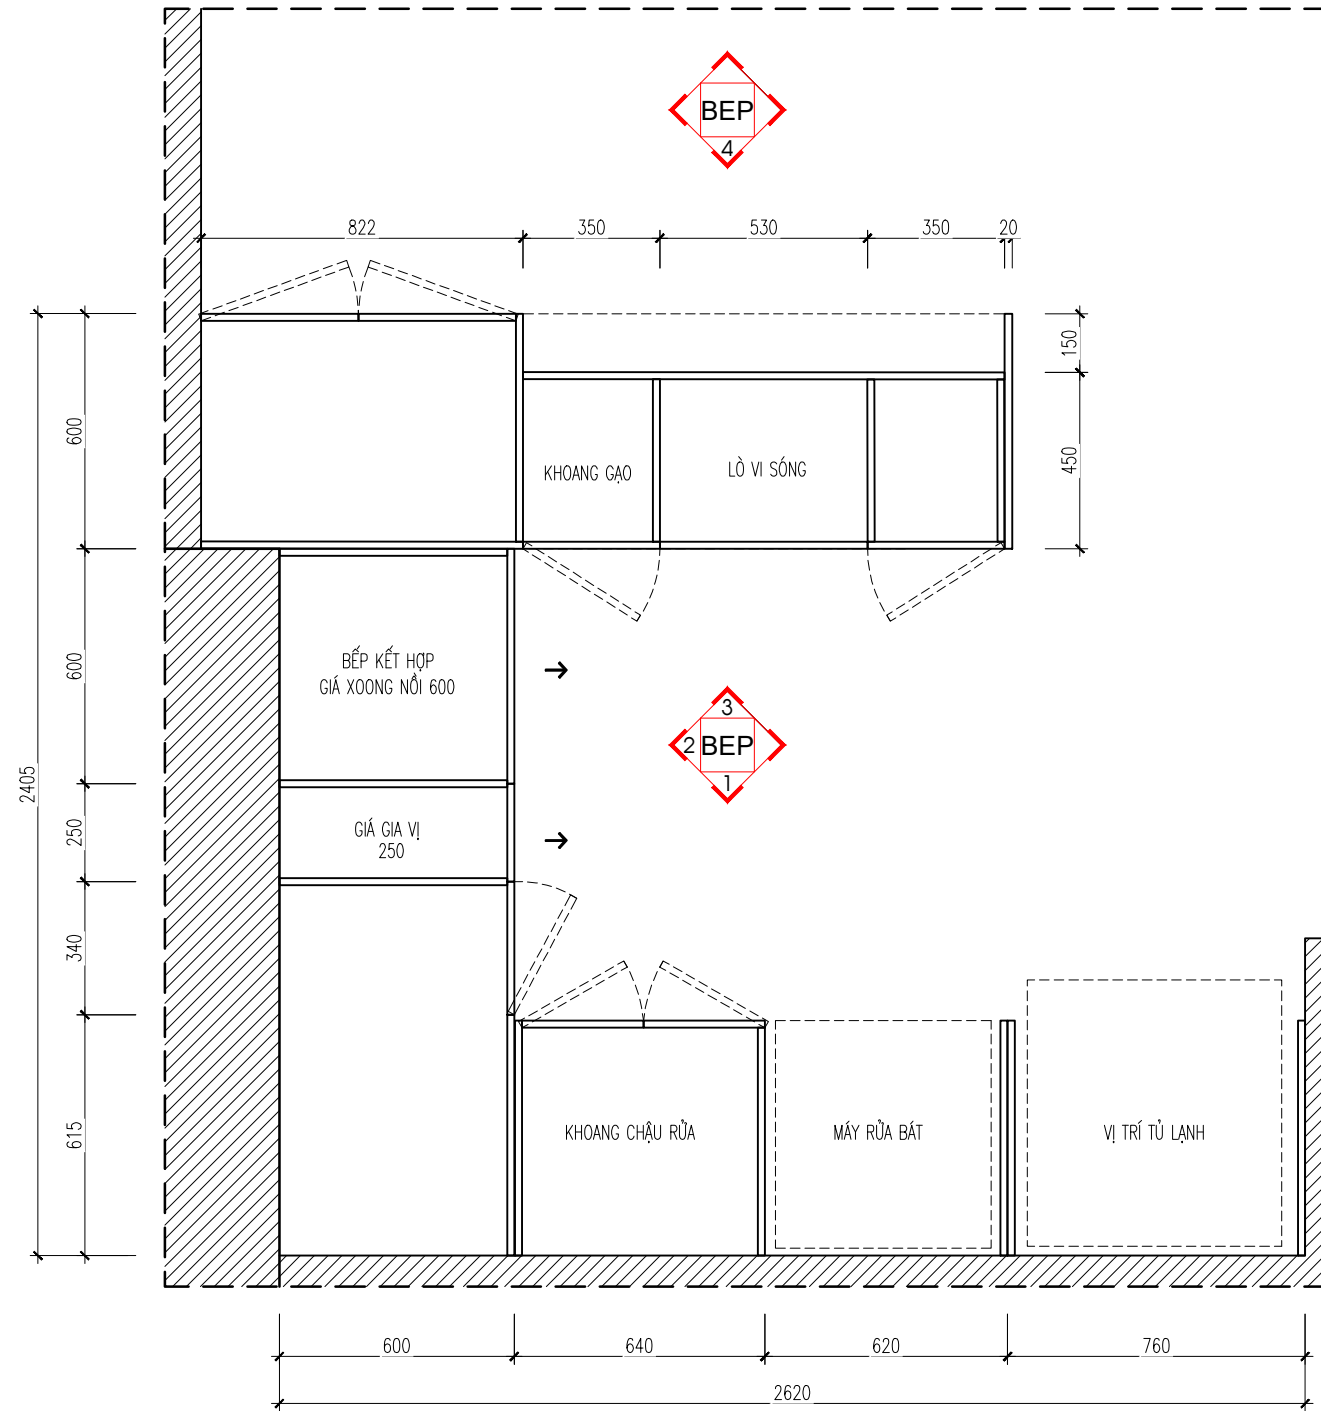 BEP
4
822
350
530
350
20
150
600
450
KHOANG GẠO
LÒ VI SÓNG
600
BẾP KẾT HỢP
GIÁ XOONG NỒI 600
3
2 BEP
1
2405
250
GIÁ GIA VỊ
250
340
615
KHOANG CHẬU RỬA
MÁY RỬA BÁT
VỊ TRÍ TỦ LẠNH
600
640
620
760
2620